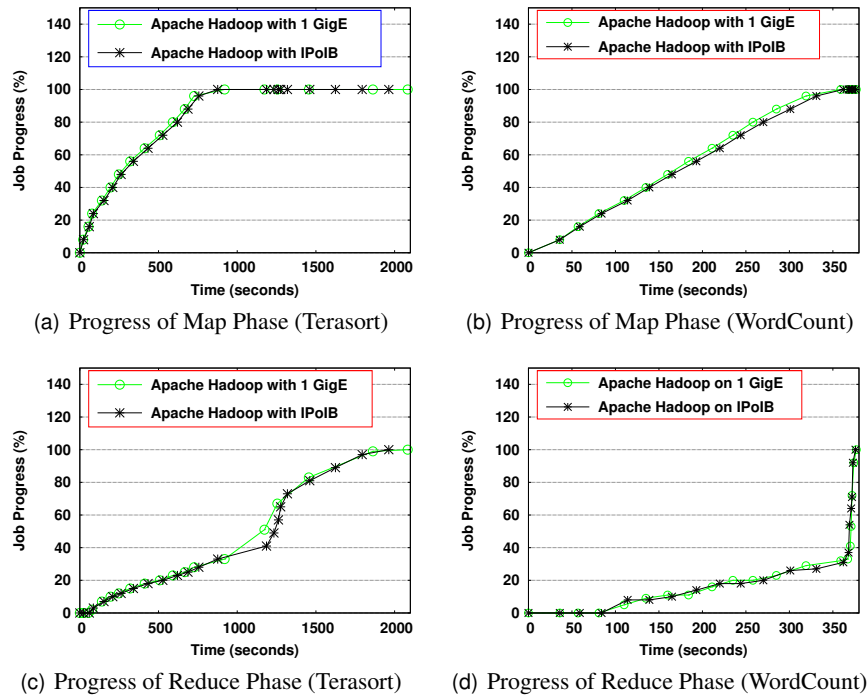 Apache Hadoop with 1 GigE
Apache Hadoop with IPoIB
Job Progress (%)
140
120
100
80
60
40
20
0
0 500 1000 1500 2000
Time (seconds)
(a) Progress of Map Phase (Terasort)
Apache Hadoop with 1 GigE
Apache Hadoop with IPoIB
Job Progress (%)
140
120
100
80
60
40
20
0
0 50 100 150 200 250 300 350
Time (seconds)
(b) Progress of Map Phase (WordCount)
Apache Hadoop with 1 GigE
Apache Hadoop with IPoIB
Job Progress (%)
140
120
100
80
60
40
20
0
0 500 1000 1500 2000
Time (seconds)
(c) Progress of Reduce Phase (Terasort)
Apache Hadoop on 1 GigE
Apache Hadoop on IPoIB
Job Progress (%)
140
120
100
80
60
40
20
0
0 50 100 150 200 250 300 350
Time (seconds)
(d) Progress of Reduce Phase (WordCount)